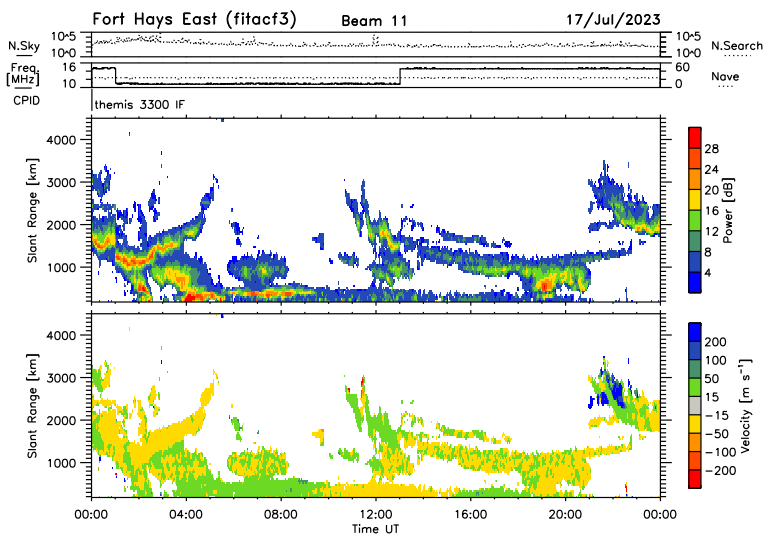 Fort Hays East (fitacf3) Beam 11 17/Jul/2023
N.Sky 10^5 10^0 10^5 10^0 N.Search
Freq. [MHz] 16 10 60 0 Nave
CPID themis 3300 IF
Slant Range [km] 4000 3000 2000 1000
Power [dB] 28 24 20 16 12 8 4
Slant Range [km] 4000 3000 2000 1000
Velocity [m s⁻¹] 200 100 50 15 −15 −50 −100 −200
00:00 04:00 08:00 12:00 16:00 20:00 00:00
Time UT